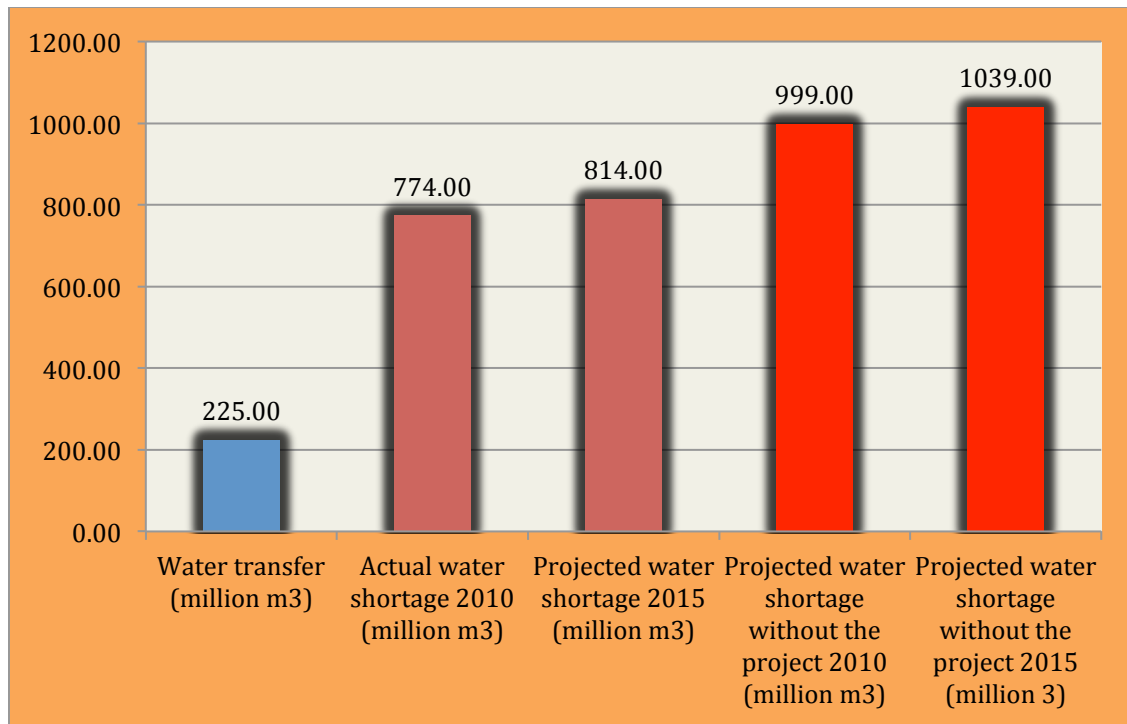 1200.00
1000.00
800.00
600.00
400.00
200.00
0.00
225.00
774.00
814.00
999.00
1039.00
Water transfer
(million m3)
Actual water
shortage 2010
(million m3)
Projected water
shortage 2015
(million m3)
Projected water
shortage
without the
project 2010
(million m3)
Projected water
shortage
without the
project 2015
(million 3)